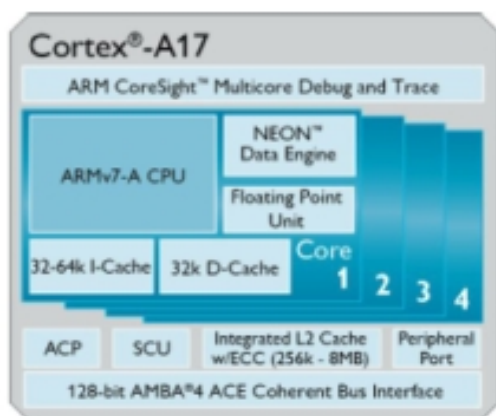 Cortex®-A17
ARM CoreSight™ Multicore Debug and Trace
ARMv7-A CPU
NEON™
Data Engine
Floating Point
Unit
32-64k I-Cache
32k D-Cache
Core
1
2
3
4
ACP
SCU
Integrated L2 Cache
w/ECC (256k - 8MB)
Peripheral
Port
128-bit AMBA®4 ACE Coherent Bus Interface